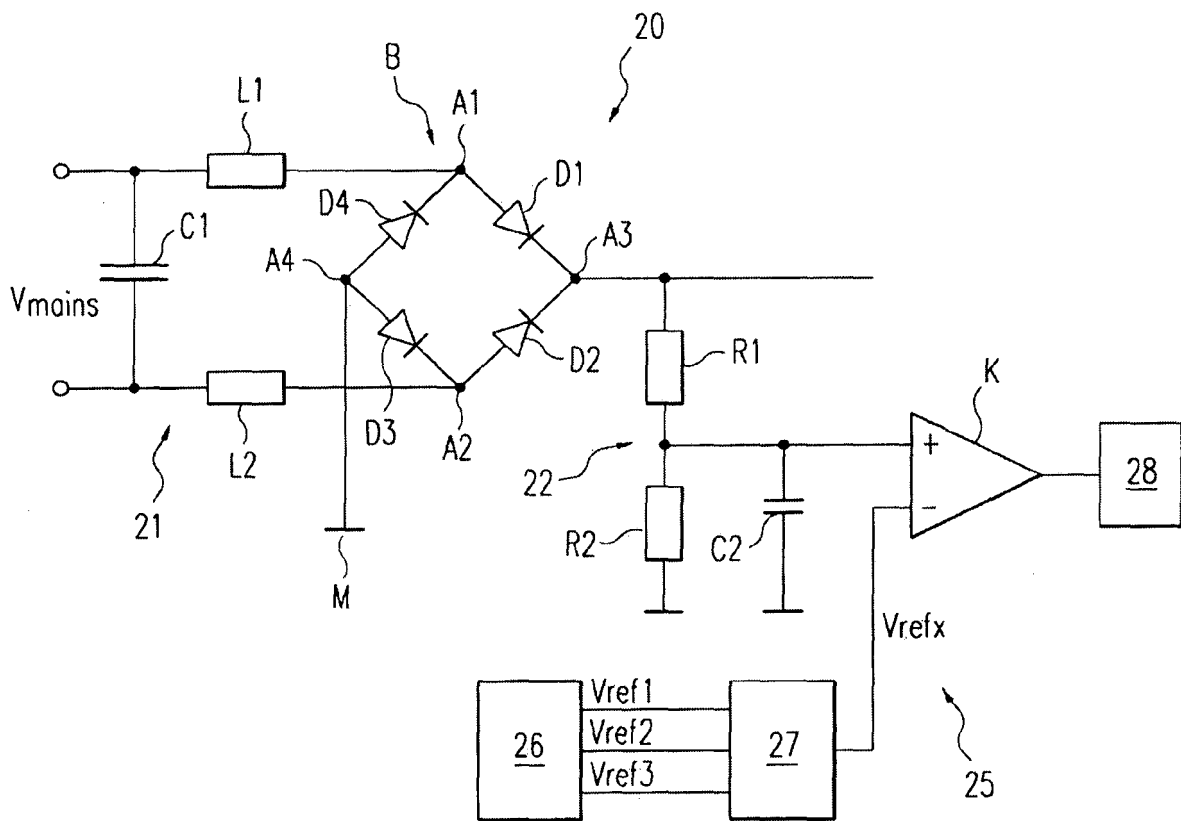 20
B
L1
A1
D1
D4
C1
A3
A4
Vmains
R1
D2
K
D3
L2
A2
22
28
21
R2
C2
M
Vrefx
Vref1
26
Vref2
27
Vref3
25
+
−